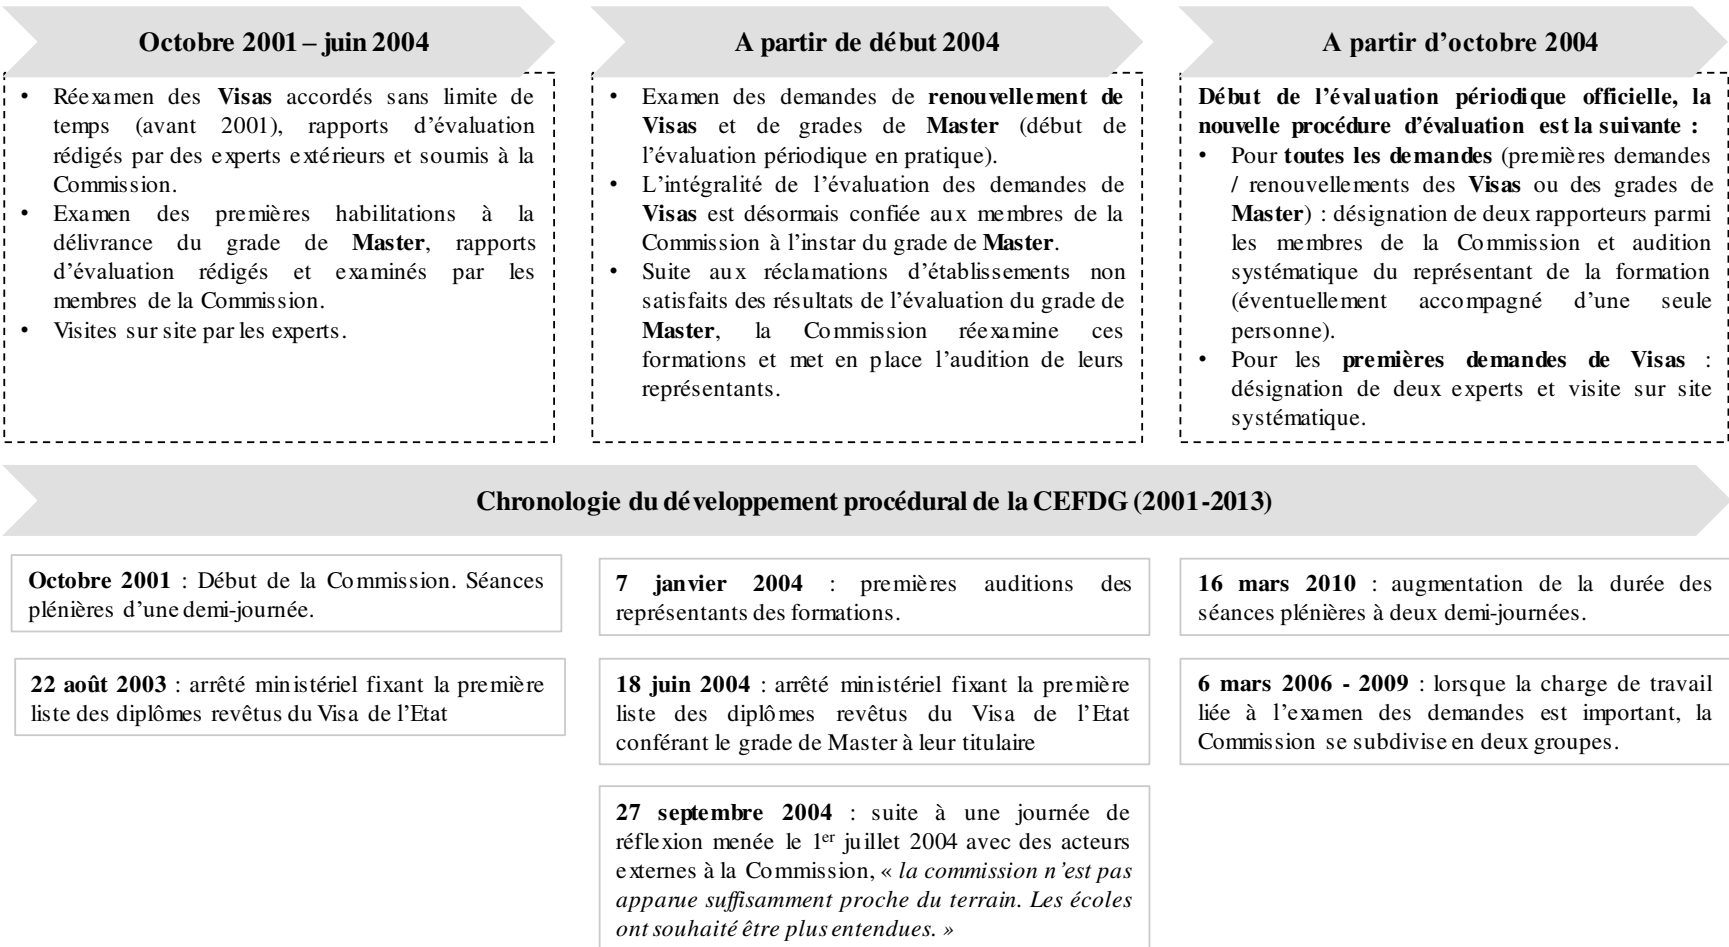 Octobre 2001 – juin 2004
• Réexamen des Visas accordés sans limite de
temps (avant 2001), rapports d'évaluation
rédigés par des experts extérieurs et soumis à la
Commission.
• Examen des premières habilitations à la
délivrance du grade de Master, rapports
d'évaluation rédigés et examinés par les
membres de la Commission.
• Visites sur site par les experts.
A partir de début 2004
• Examen des demandes de renouvellement de
Visas et de grades de Master (début de
l'évaluation périodique en pratique).
• L'intégralité de l'évaluation des demandes de
Visas est désormais confiée aux membres de la
Commission à l'instar du grade de Master.
• Suite aux réclamations d'établissements non
satisfaits des résultats de l'évaluation du grade de
Master, la Commission réexamine ces
formations et met en place l'audition de leurs
représentants.
A partir d'octobre 2004
Début de l'évaluation périodique officielle, la
nouvelle procédure d'évaluation est la suivante :
• Pour toutes les demandes (premières demandes
/ renouvellements des Visas ou des grades de
Master) : désignation de deux rapporteurs parmi
les membres de la Commission et audition
systématique du représentant de la formation
(éventuellement accompagné d'une seule
personne).
• Pour les premières demandes de Visas :
désignation de deux experts et visite sur site
systématique.
Chronologie du développement procédural de la CEFDG (2001-2013)
Octobre 2001 : Début de la Commission. Séances
plénières d'une demi-journée.
22 août 2003 : arrêté ministériel fixant la première
liste des diplômes revêtus du Visa de l'Etat
7 janvier 2004 : premières auditions des
représentants des formations.
18 juin 2004 : arrêté ministériel fixant la première
liste des diplômes revêtus du Visa de l'Etat
conférant le grade de Master à leur titulaire
27 septembre 2004 : suite à une journée de
réflexion menée le 1er juillet 2004 avec des acteurs
externes à la Commission, « la commission n'est pas
apparue suffisamment proche du terrain. Les écoles
ont souhaité être plus entendues. »
16 mars 2010 : augmentation de la durée des
séances plénières à deux demi-journées.
6 mars 2006 - 2009 : lorsque la charge de travail
liée à l'examen des demandes est important, la
Commission se subdivise en deux groupes.